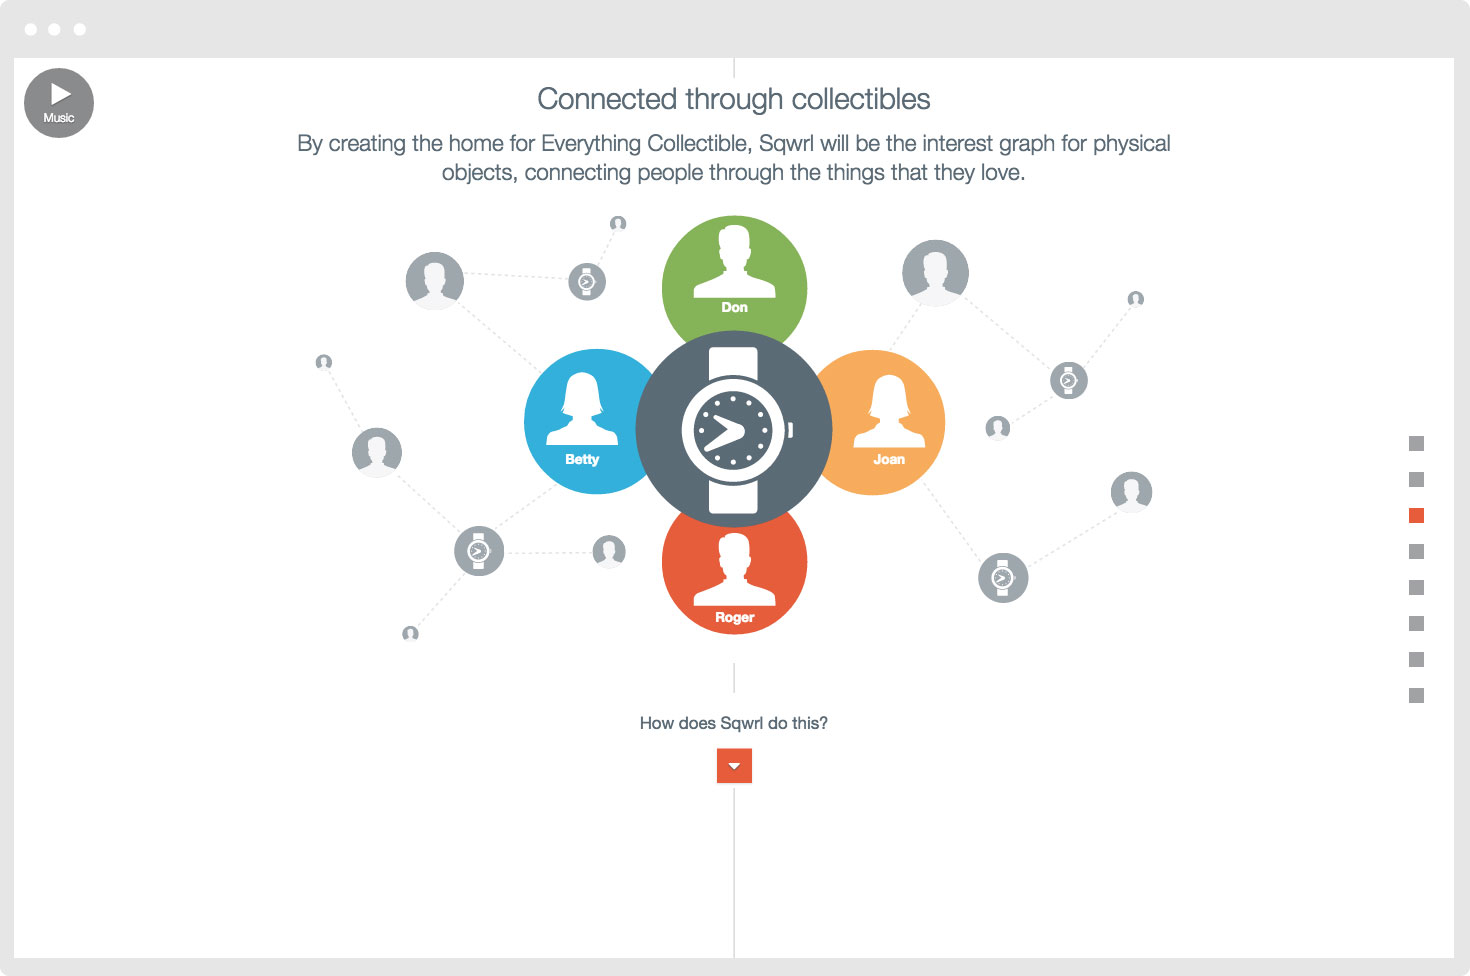 Music
Connected through collectibles
By creating the home for Everything Collectible, Sqwrl will be the interest graph for physical
objects, connecting people through the things that they love.
Don
Betty
Joan
Roger
How does Sqwrl do this?